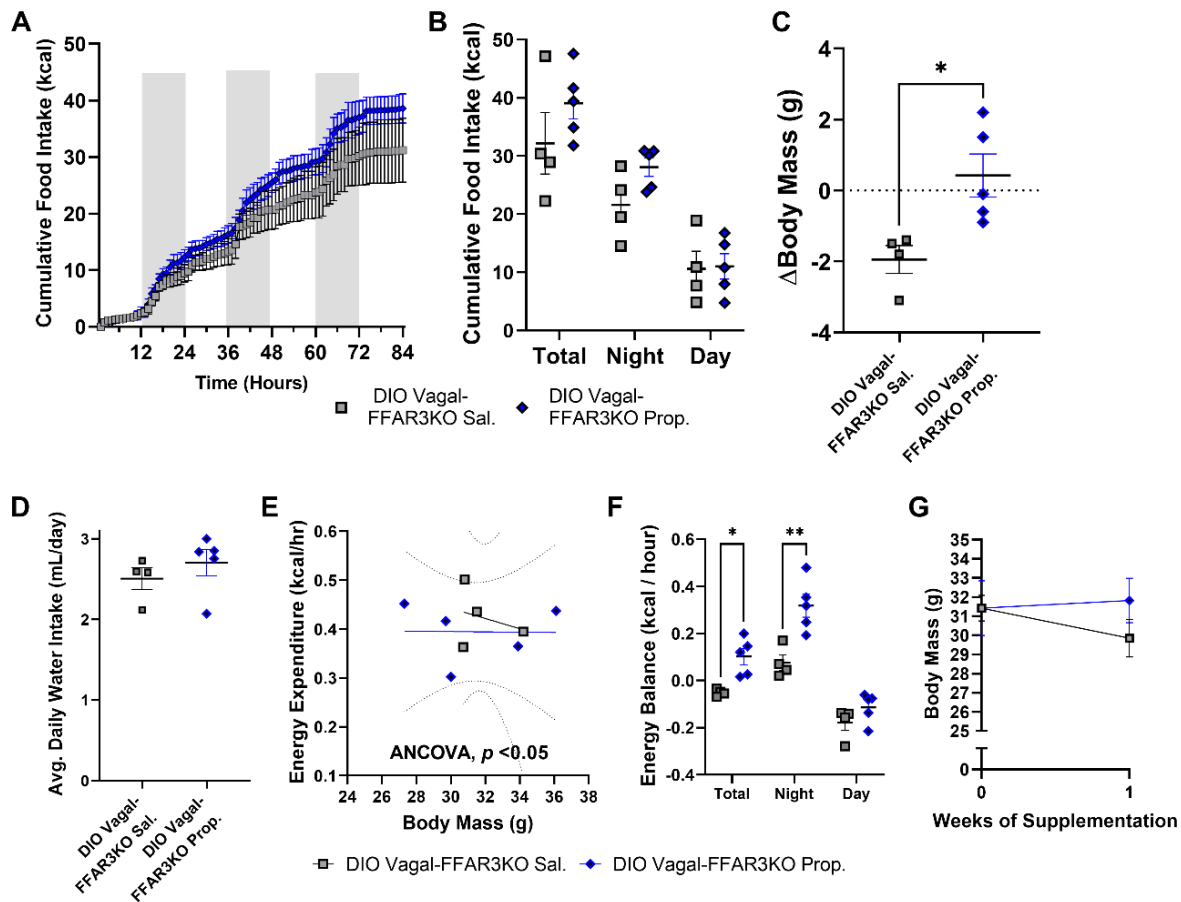 A
Cumulative Food Intake (kcal)
50
40
30
20
10
0
12
24
36
48
60
72
84
Time (Hours)
B
Cumulative Food Intake (kcal)
50
40
30
20
10
0
Total
Night
Day
DIO Vagal-
FFAR3KO Sal.
DIO Vagal-
FFAR3KO Prop.
C
ΔBody Mass (g)
4
2
0
-2
-4
*
DIO Vagal-
FFAR3KO Sal.
DIO Vagal-
FFAR3KO Prop.
D
Avg. Daily Water Intake (mL/day)
3
2
1
0
DIO Vagal-
FFAR3KO Sal.
DIO Vagal-
FFAR3KO Prop.
E
Energy Expenditure (kcal/hr)
0.6
0.5
0.4
0.3
0.2
0.1
ANCOVA, p <0.05
24
26
28
30
32
34
36
38
Body Mass (g)
F
Energy Balance (kcal / hour)
0.6
0.4
0.2
0.0
-0.2
-0.4
*
**
Total
Night
Day
G
Body Mass (g)
35
34
33
32
31
30
29
28
27
26
25
0
0
1
Weeks of Supplementation
DIO Vagal-FFAR3KO Sal.
DIO Vagal-FFAR3KO Prop.